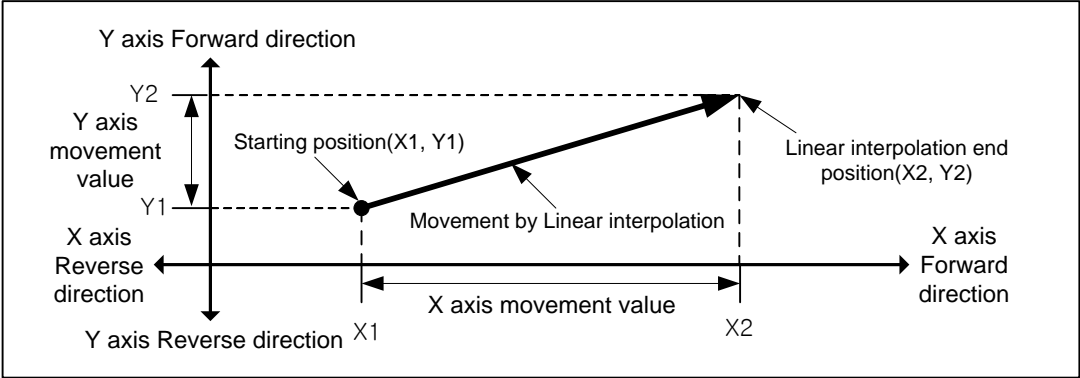 Y axis Forward direction
Y2
Y axis
movement
value
Starting position(X1, Y1)
Linear interpolation end
position(X2, Y2)
Y1
Movement by Linear interpolation
X axis
Reverse
direction
X axis
Forward
direction
X axis movement value
Y axis Reverse direction
X1
X2